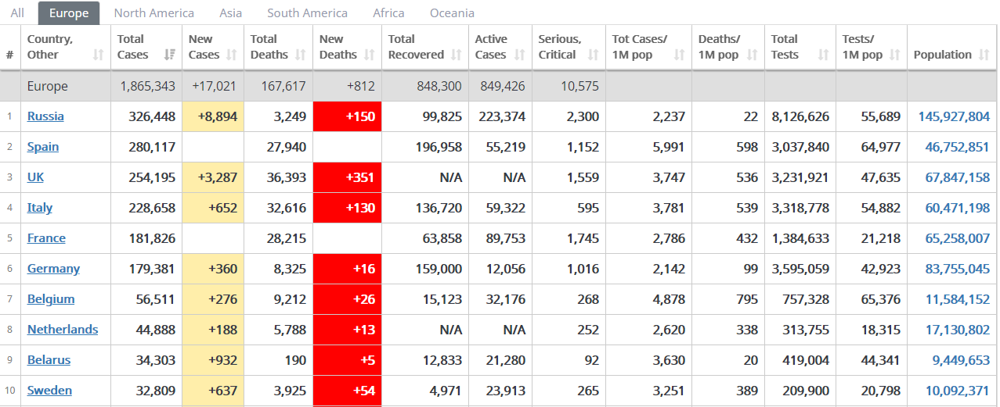 All Europe North America Asia South America Africa Oceania
# Country, Other Total Cases New Cases Total Deaths New Deaths Total Recovered Active Cases Serious, Critical Tot Cases/ 1M pop Deaths/ 1M pop Total Tests Tests/ 1M pop Population
Europe 1,865,343 +17,021 167,617 +812 848,300 849,426 10,575
1 Russia 326,448 +8,894 3,249 +150 99,825 223,374 2,300 2,237 22 8,126,626 55,689 145,927,804
2 Spain 280,117 27,940 196,958 55,219 1,152 5,991 598 3,037,840 64,977 46,752,851
3 UK 254,195 +3,287 36,393 +351 N/A N/A 1,559 3,747 536 3,231,921 47,635 67,847,158
4 Italy 228,658 +652 32,616 +130 136,720 59,322 595 3,781 539 3,318,778 54,882 60,471,198
5 France 181,826 28,215 63,858 89,753 1,745 2,786 432 1,384,633 21,218 65,258,007
6 Germany 179,381 +360 8,325 +16 159,000 12,056 1,016 2,142 99 3,595,059 42,923 83,755,045
7 Belgium 56,511 +276 9,212 +26 15,123 32,176 268 4,878 795 757,328 65,376 11,584,152
8 Netherlands 44,888 +188 5,788 +13 N/A N/A 252 2,620 338 313,755 18,315 17,130,802
9 Belarus 34,303 +932 190 +5 12,833 21,280 92 3,630 20 419,004 44,341 9,449,653
10 Sweden 32,809 +637 3,925 +54 4,971 23,913 265 3,251 389 209,900 20,798 10,092,371